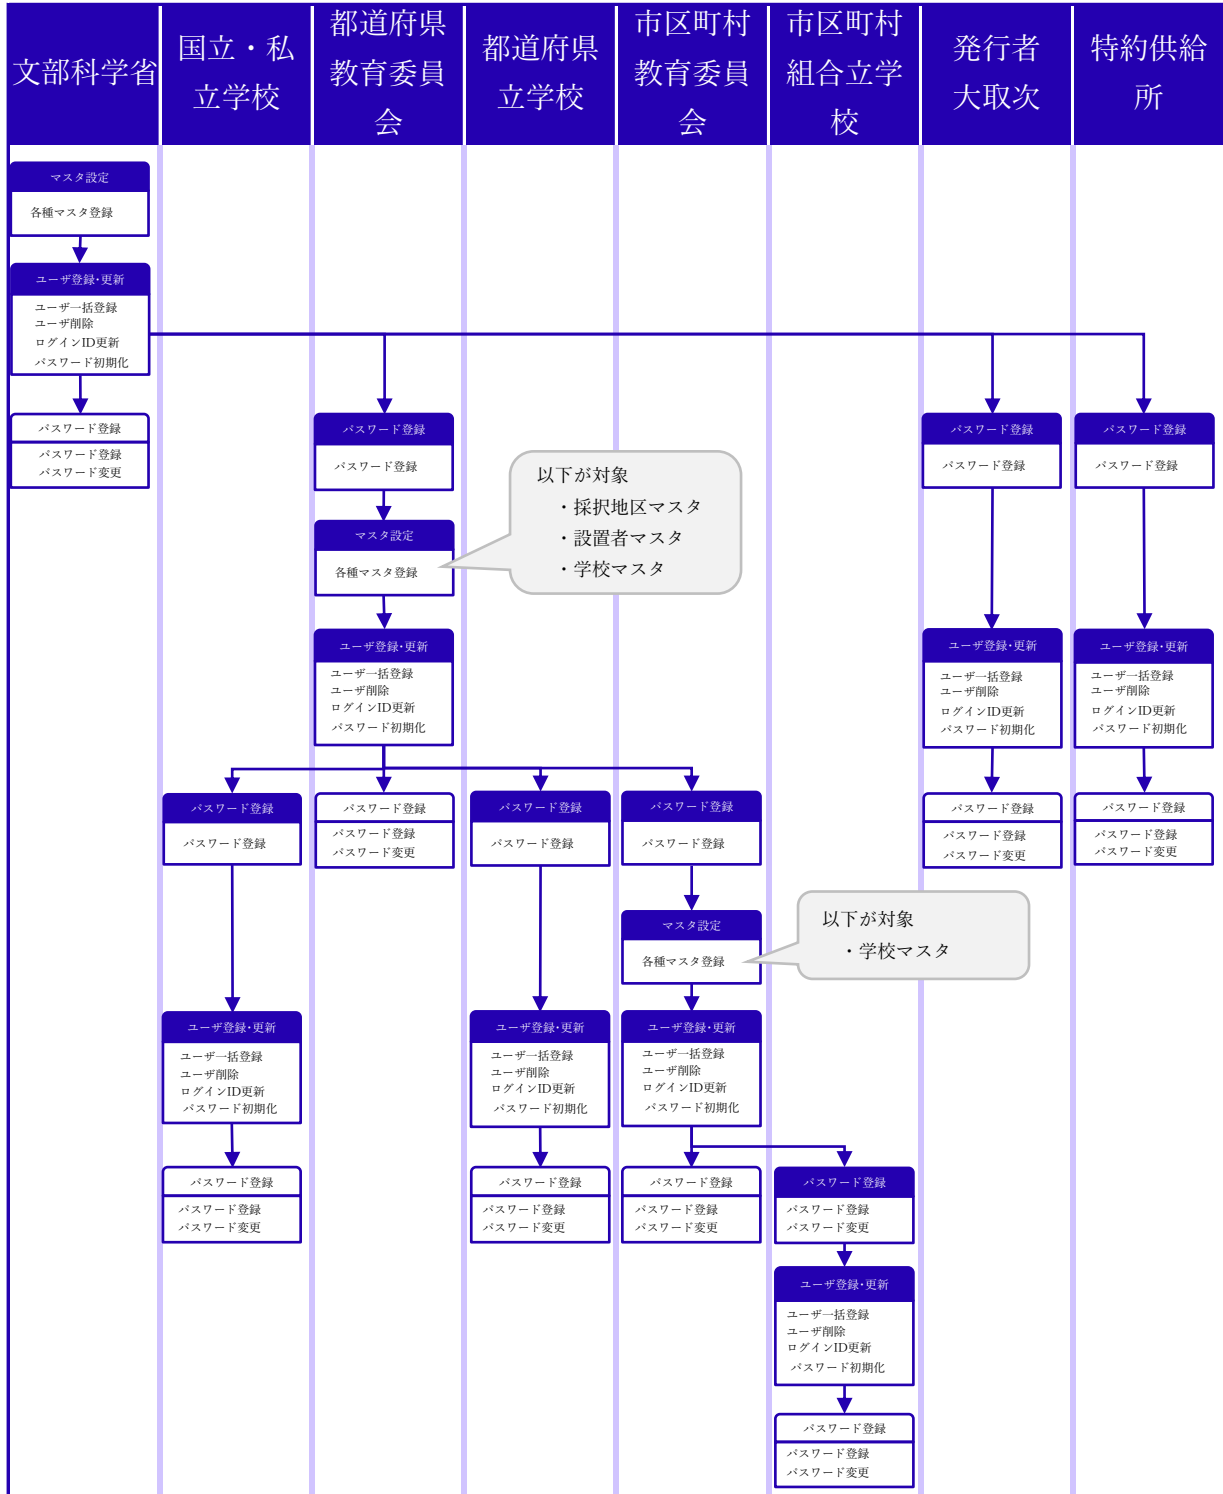 文部科学省
国立・私
立学校
都道府県
教育委員
会
都道府県
立学校
市区町村
教育委員
会
市区町村
組合立学
校
発行者
大取次
特約供給
所
マスタ設定
各種マスタ登録
ユーザ登録・更新
ユーザ一括登録
ユーザ削除
ログインID更新
パスワード初期化
パスワード登録
パスワード登録
パスワード変更
パスワード登録
パスワード登録
パスワード登録
パスワード登録
パスワード登録
パスワード登録
以下が対象
・採択地区マスタ
・設置者マスタ
・学校マスタ
マスタ設定
各種マスタ登録
ユーザ登録・更新
ユーザ一括登録
ユーザ削除
ログインID更新
パスワード初期化
ユーザ登録・更新
ユーザ一括登録
ユーザ削除
ログインID更新
パスワード初期化
ユーザ登録・更新
ユーザ一括登録
ユーザ削除
ログインID更新
パスワード初期化
パスワード登録
パスワード登録
パスワード登録
パスワード登録
パスワード変更
パスワード登録
パスワード登録
パスワード登録
パスワード登録
パスワード登録
パスワード登録
パスワード変更
パスワード登録
パスワード登録
パスワード変更
マスタ設定
各種マスタ登録
以下が対象
・学校マスタ
ユーザ登録・更新
ユーザ一括登録
ユーザ削除
ログインID更新
パスワード初期化
ユーザ登録・更新
ユーザ一括登録
ユーザ削除
ログインID更新
パスワード初期化
ユーザ登録・更新
ユーザ一括登録
ユーザ削除
ログインID更新
パスワード初期化
パスワード登録
パスワード登録
パスワード変更
パスワード登録
パスワード登録
パスワード変更
パスワード登録
パスワード登録
パスワード変更
パスワード登録
パスワード登録
パスワード変更
ユーザ登録・更新
ユーザ一括登録
ユーザ削除
ログインID更新
パスワード初期化
パスワード登録
パスワード登録
パスワード変更